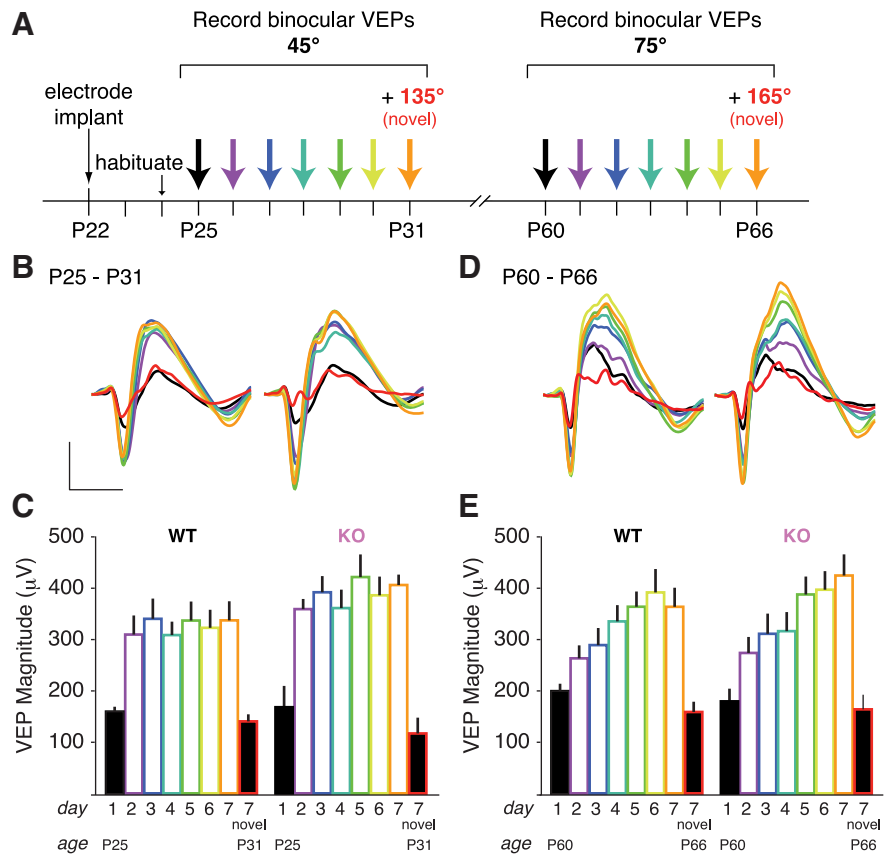 A
Record binocular VEPs
45°
Record binocular VEPs
75°
electrode
implant
habituate
+ 135°
(novel)
+ 165°
(novel)
P22
P25
P31
P60
P66
B
P25 - P31
D
P60 - P66
C
WT
KO
VEP Magnitude (μV)
500
400
300
200
100
day
1 2 3 4 5 6 7 7
novel
1 2 3 4 5 6 7 7
novel
age
P25
P31
P25
P31
E
WT
KO
VEP Magnitude (μV)
500
400
300
200
100
day
1 2 3 4 5 6 7 7
novel
1 2 3 4 5 6 7 7
novel
age
P60
P66
P60
P66